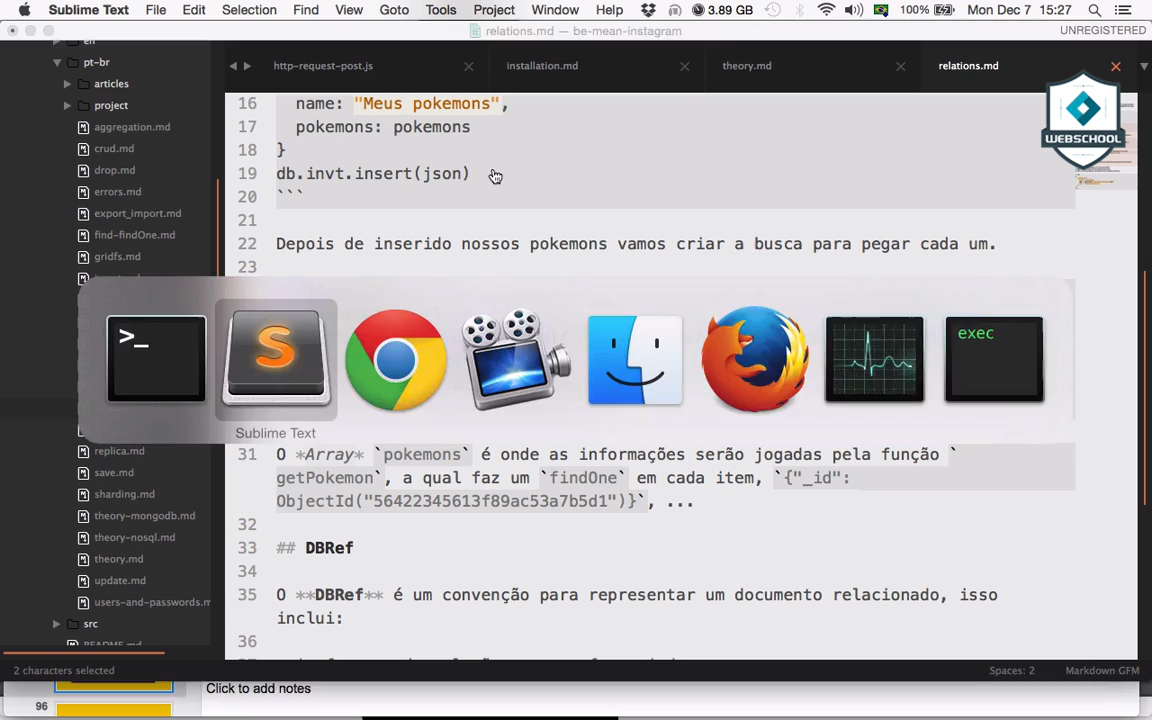 Sublime Text File Edit Selection Find View Goto Tools Project Window Help 3.89 GB 100% Mon Dec 7 15:27
relations.md — be-mean-instagram UNREGISTERED
http-request-post.js installation.md theory.md relations.md
WEBSCHOOL
en
pt-br
articles
project
aggregation.md
crud.md
drop.md
errors.md
export_import.md
find-findOne.md
gridfs.md
replica.md
save.md
sharding.md
theory-mongodb.md
theory-nosql.md
theory.md
update.md
users-and-passwords.m
src
README.md
16 name: "Meus pokemons",
17 pokemons: pokemons
18 }
19 db.invt.insert(json)
20 ```
21
22 Depois de inserido nossos pokemons vamos criar a busca para pegar cada um.
23
>_
S
exec
Sublime Text
31 O *Array* `pokemons` é onde as informações serão jogadas pela função `
getPokemon`, a qual faz um `findOne` em cada item, `{"_id":
ObjectId("56422345613f89ac53a7b5d1")}`, ...
32
33 ## DBRef
34
35 O **DBRef** é um convenção para representar um documento relacionado, isso
inclui:
36
2 characters selected Spaces: 2 Markdown GFM
Click to add notes
96